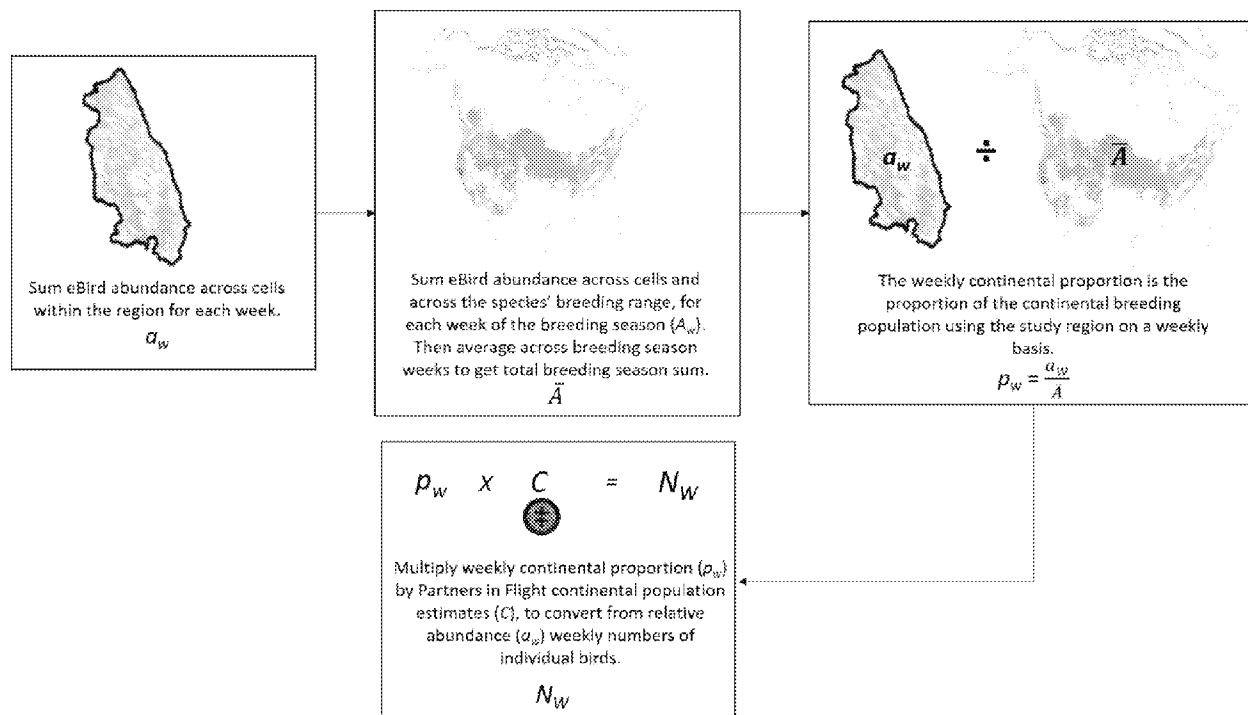 Sum eBird abundance across cells
within the region for each week.
a_w
Sum eBird abundance across cells and
across the species' breeding range, for
each week of the breeding season (A_w).
Then average across breeding season
weeks to get total breeding season sum.
Ā
a_w ÷ Ā
The weekly continental proportion is the
proportion of the continental breeding
population using the study region on a weekly
basis.
p_w = a_w / Ā
p_w x C = N_w
Multiply weekly continental proportion (p_w)
by Partners in Flight continental population
estimates (C), to convert from relative
abundance (a_w) weekly numbers of
individual birds.
N_w